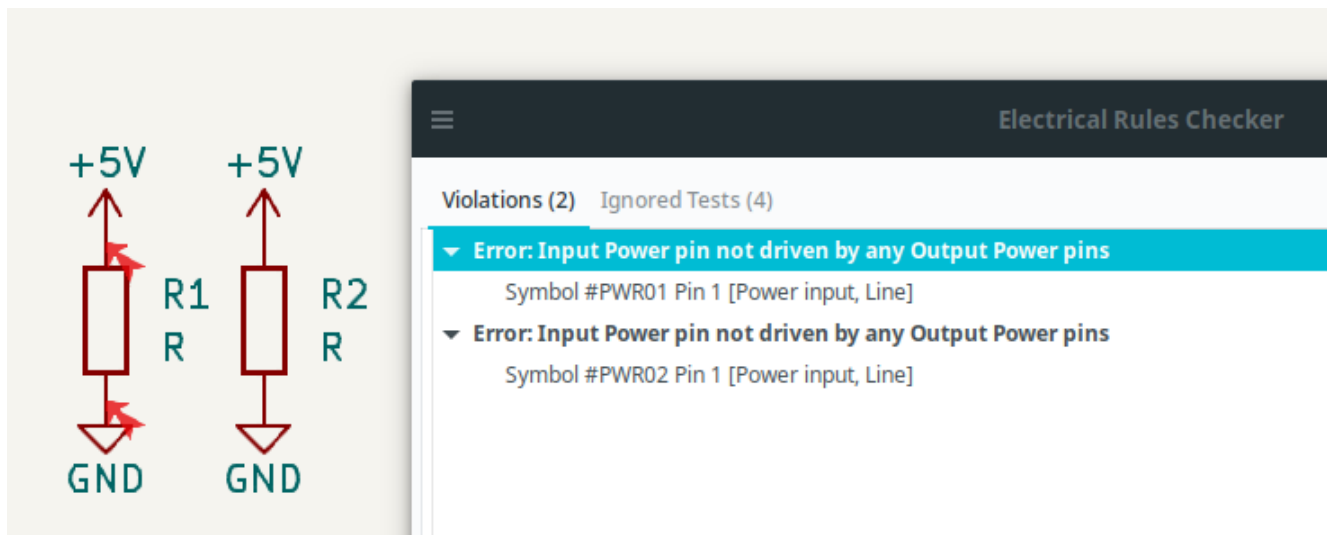 +5V +5V
R1 R2
R R
GND GND
Electrical Rules Checker
Violations (2) Ignored Tests (4)
Error: Input Power pin not driven by any Output Power pins
Symbol #PWR01 Pin 1 [Power input, Line]
Error: Input Power pin not driven by any Output Power pins
Symbol #PWR02 Pin 1 [Power input, Line]